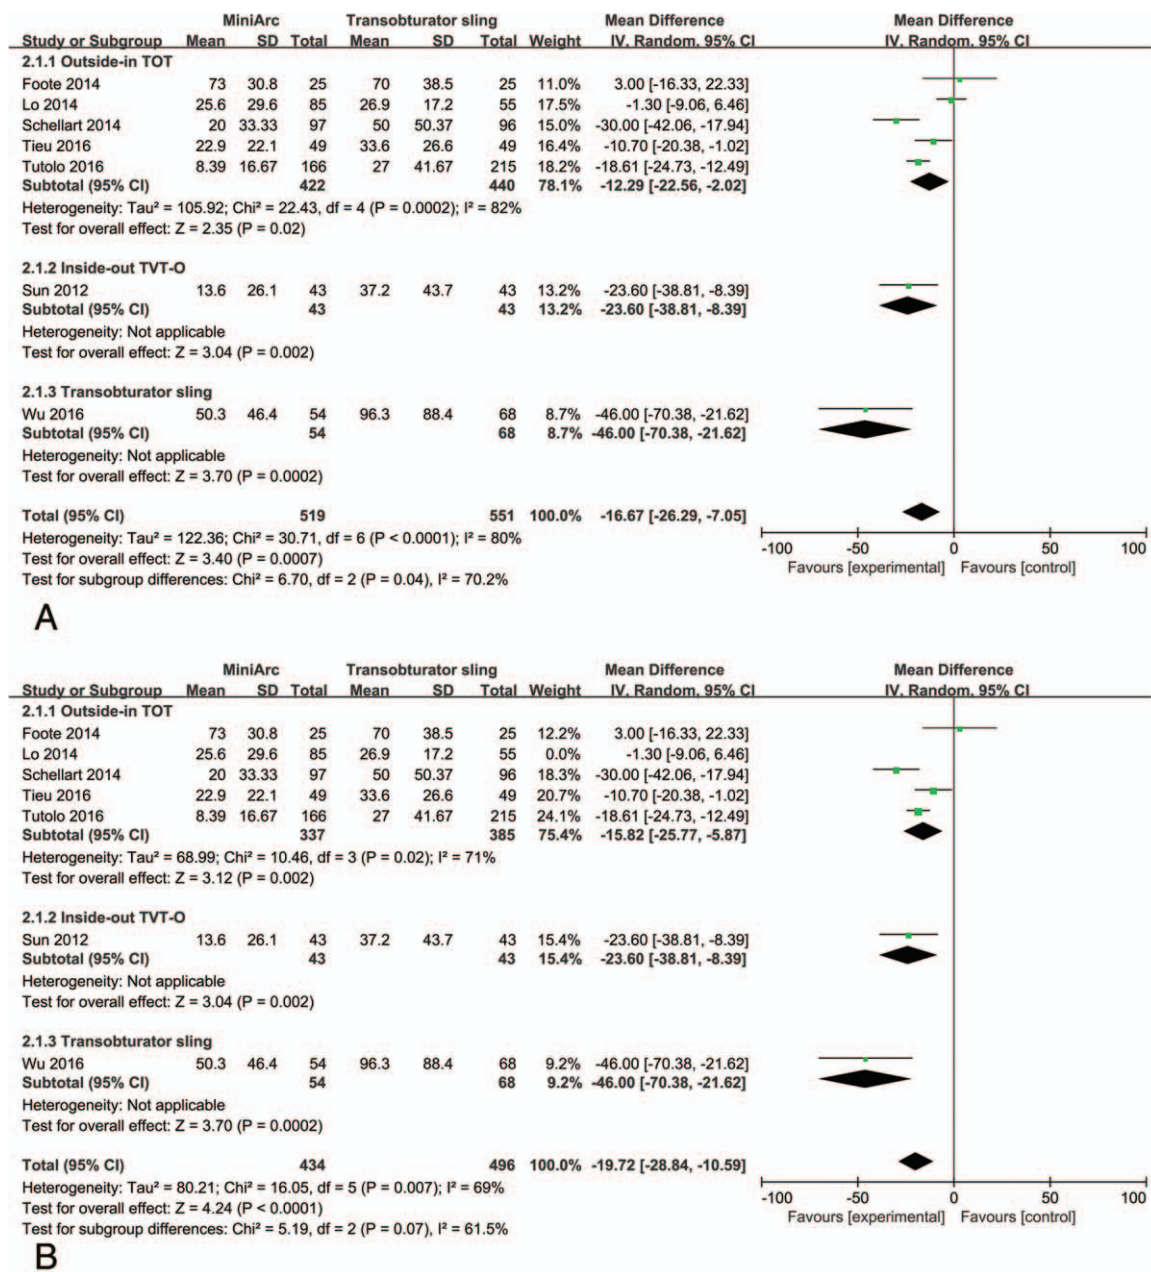 MiniArc Transobturator sling Mean Difference Mean Difference
Study or Subgroup Mean SD Total Mean SD Total Weight IV, Random, 95% CI IV, Random, 95% CI
2.1.1 Outside-in TOT
Foote 2014 73 30.8 25 70 38.5 25 11.0% 3.00 [-16.33, 22.33]
Lo 2014 25.6 29.6 85 26.9 17.2 55 17.5% -1.30 [-9.06, 6.46]
Schellart 2014 20 33.33 97 50 50.37 96 15.0% -30.00 [-42.06, -17.94]
Tieu 2016 22.9 22.1 49 33.6 26.6 49 16.4% -10.70 [-20.38, -1.02]
Tutolo 2016 8.39 16.67 166 27 41.67 215 18.2% -18.61 [-24.73, -12.49]
Subtotal (95% CI) 422 440 78.1% -12.29 [-22.56, -2.02]
Heterogeneity: Tau² = 105.92; Chi² = 22.43, df = 4 (P = 0.0002); I² = 82%
Test for overall effect: Z = 2.35 (P = 0.02)
2.1.2 Inside-out TVT-O
Sun 2012 13.6 26.1 43 37.2 43.7 43 13.2% -23.60 [-38.81, -8.39]
Subtotal (95% CI) 43 43 13.2% -23.60 [-38.81, -8.39]
Heterogeneity: Not applicable
Test for overall effect: Z = 3.04 (P = 0.002)
2.1.3 Transobturator sling
Wu 2016 50.3 46.4 54 96.3 88.4 68 8.7% -46.00 [-70.38, -21.62]
Subtotal (95% CI) 54 68 8.7% -46.00 [-70.38, -21.62]
Heterogeneity: Not applicable
Test for overall effect: Z = 3.70 (P = 0.0002)
Total (95% CI) 519 551 100.0% -16.67 [-26.29, -7.05]
Heterogeneity: Tau² = 122.36; Chi² = 30.71, df = 6 (P < 0.0001); I² = 80%
Test for overall effect: Z = 3.40 (P = 0.0007)
Test for subgroup differences: Chi² = 6.70, df = 2 (P = 0.04), I² = 70.2%
-100 -50 0 50 100
Favours [experimental] Favours [control]
A
MiniArc Transobturator sling Mean Difference Mean Difference
Study or Subgroup Mean SD Total Mean SD Total Weight IV, Random, 95% CI IV, Random, 95% CI
2.1.1 Outside-in TOT
Foote 2014 73 30.8 25 70 38.5 25 12.2% 3.00 [-16.33, 22.33]
Lo 2014 25.6 29.6 85 26.9 17.2 55 0.0% -1.30 [-9.06, 6.46]
Schellart 2014 20 33.33 97 50 50.37 96 18.3% -30.00 [-42.06, -17.94]
Tieu 2016 22.9 22.1 49 33.6 26.6 49 20.7% -10.70 [-20.38, -1.02]
Tutolo 2016 8.39 16.67 166 27 41.67 215 24.1% -18.61 [-24.73, -12.49]
Subtotal (95% CI) 337 385 75.4% -15.82 [-25.77, -5.87]
Heterogeneity: Tau² = 68.99; Chi² = 10.46, df = 3 (P = 0.02); I² = 71%
Test for overall effect: Z = 3.12 (P = 0.002)
2.1.2 Inside-out TVT-O
Sun 2012 13.6 26.1 43 37.2 43.7 43 15.4% -23.60 [-38.81, -8.39]
Subtotal (95% CI) 43 43 15.4% -23.60 [-38.81, -8.39]
Heterogeneity: Not applicable
Test for overall effect: Z = 3.04 (P = 0.002)
2.1.3 Transobturator sling
Wu 2016 50.3 46.4 54 96.3 88.4 68 9.2% -46.00 [-70.38, -21.62]
Subtotal (95% CI) 54 68 9.2% -46.00 [-70.38, -21.62]
Heterogeneity: Not applicable
Test for overall effect: Z = 3.70 (P = 0.0002)
Total (95% CI) 434 496 100.0% -19.72 [-28.84, -10.59]
Heterogeneity: Tau² = 80.21; Chi² = 16.05, df = 5 (P = 0.007); I² = 69%
Test for overall effect: Z = 4.24 (P < 0.0001)
Test for subgroup differences: Chi² = 5.19, df = 2 (P = 0.07), I² = 61.5%
-100 -50 0 50 100
Favours [experimental] Favours [control]
B